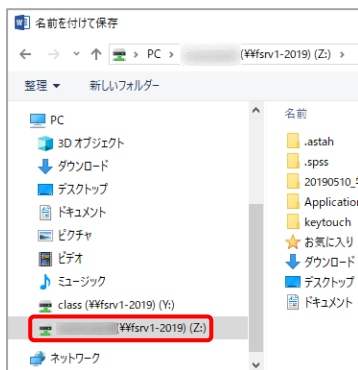 名前を付けて保存
PC > (¥¥fsrv1-2019) (Z:) >
整理 新しいフォルダー
PC
3D オブジェクト
ダウンロード
デスクトップ
ドキュメント
ピクチャ
ビデオ
ミュージック
class (¥¥fsrv1-2019) (Y:)
(¥¥fsrv1-2019) (Z:)
ネットワーク
名前
.astah
.spss
20190510_
Application
keytouch
お気に入り
ダウンロード
デスクトップ
ドキュメント